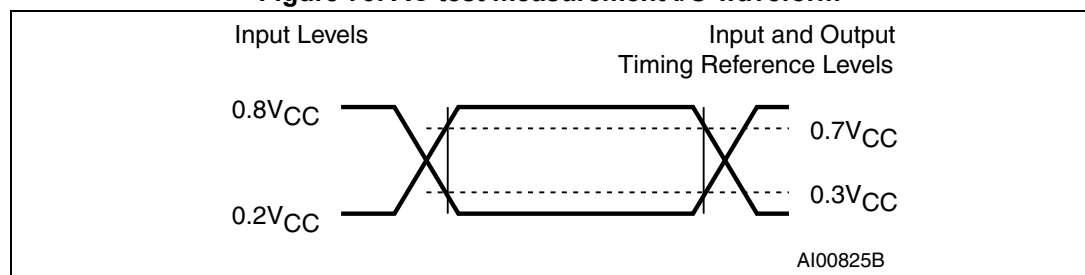 Input Levels
Input and Output
Timing Reference Levels
0.8VCC
0.7VCC
0.3VCC
0.2VCC
AI00825B